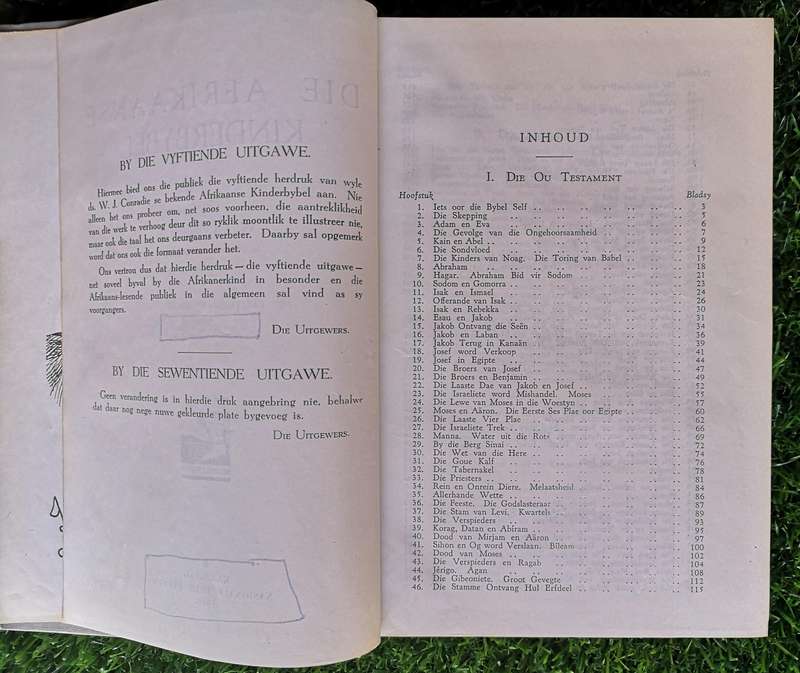 BY DIE VYFTIENDE UITGAWE.
Hiermee bied ons die publiek die vyftiende herdruk van wyle
ds. W. J. Conradie se bekende Afrikaanse Kinderbybel aan. Nie
alleen het ons probeer om, net soos voorheen, die aantreklikheid
van die werk te verhoog deur dit so ryklik moontlik te illustreer nie,
maar ook die taal het ons deurgaans verbeter. Daarby sal opgemerk
word dat ons ook die formaat verander het.
Ons vertrou dus dat hierdie herdruk — die vyftiende uitgawe —
net soveel byval by die Afrikanerkind in besonder en die
Afrikaans-lesende publiek in die algemeen sal vind as sy
voorgangers.
DIE UITGEWERS.
BY DIE SEWENTIENDE UITGAWE.
Geen verandering is in hierdie druk aangebring nie, behalwe
dat daar nog nege nuwe gekleurde plate bygevoeg is.
DIE UITGEWERS.
INHOUD
I. DIE OU TESTAMENT
Hoofstuk Bladsy
1. Iets oor die Bybel Self .. .. .. .. .. .. 3
2. Die Skepping .. .. .. .. .. .. 5
3. Adam en Eva .. .. .. .. .. .. 6
4. Die Gevolge van die Ongehoorsaamheid .. .. .. .. 7
5. Kain en Abel .. .. .. .. .. .. 9
6. Die Sondvloed .. .. .. .. .. .. 12
7. Die Kinders van Noag. Die Toring van Babel .. .. .. 15
8. Abraham .. .. .. .. .. .. 18
9. Hagar. Abraham Bid vir Sodom .. .. .. .. 21
10. Sodom en Gomorra .. .. .. .. .. .. 23
11. Isak en Ismael .. .. .. .. .. .. 24
12. Offerande van Isak .. .. .. .. .. .. 26
13. Isak en Rebekka .. .. .. .. .. .. 30
14. Esau en Jakob .. .. .. .. .. .. 31
15. Jakob Ontvang die Seën .. .. .. .. .. .. 34
16. Jakob en Laban .. .. .. .. .. .. 36
17. Jakob Terug in Kanaän .. .. .. .. .. .. 39
18. Josef word Verkoop .. .. .. .. .. .. 41
19. Josef in Egipte .. .. .. .. .. .. 44
20. Die Broers van Josef .. .. .. .. .. .. 47
21. Die Broers en Benjamin .. .. .. .. .. .. 49
22. Die Laaste Dae van Jakob en Josef .. .. .. .. 52
23. Die Israeliete word Mishandel. Moses .. .. .. .. 55
24. Die Lewe van Moses in die Woestyn .. .. .. .. 57
25. Moses en Aäron. Die Eerste Ses Plae oor Egipte .. .. .. 60
26. Die Laaste Vier Plae .. .. .. .. .. .. 62
27. Die Israeliete Trek .. .. .. .. .. .. 66
28. Manna. Water uit die Rots .. .. .. .. .. 69
29. By die Berg Sinai .. .. .. .. .. .. 72
30. Die Wet van die Here .. .. .. .. .. .. 74
31. Die Goue Kalf .. .. .. .. .. .. 76
32. Die Tabernakel .. .. .. .. .. .. 78
33. Die Priesters .. .. .. .. .. .. 81
34. Rein en Onrein Diere. Melaatsheid .. .. .. .. 84
35. Allerhande Wette .. .. .. .. .. .. 86
36. Die Feeste. Die Godslasteraar .. .. .. .. .. 87
37. Die Stam van Levi. Kwartels .. .. .. .. .. 89
38. Die Verspieders .. .. .. .. .. .. 93
39. Korag, Datan en Abiram .. .. .. .. .. .. 95
40. Dood van Mirjam en Aäron .. .. .. .. .. 97
41. Sihon en Og word Verslaan. Bileam .. .. .. .. 100
42. Dood van Moses .. .. .. .. .. .. 102
43. Die Verspieders en Ragab .. .. .. .. .. 104
44. Jérigo. Agan .. .. .. .. .. .. 108
45. Die Gibeoniete. Groot Gevegte .. .. .. .. .. 112
46. Die Stamme Ontvang Hul Erfdeel .. .. .. .. .. 115